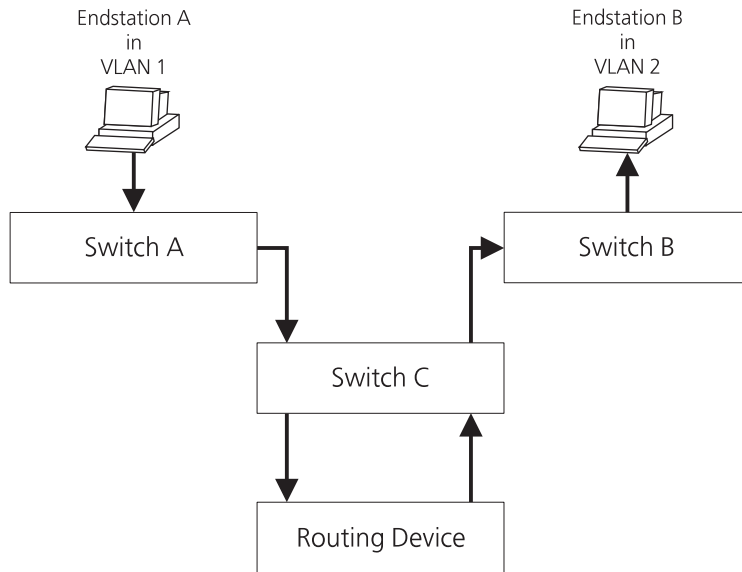 Endstation A
in
VLAN 1
Endstation B
in
VLAN 2
Switch A
Switch B
Switch C
Routing Device